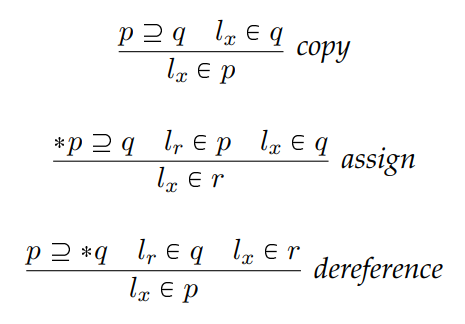 p ⊇ q l_x ∈ q
l_x ∈ p
copy
*p ⊇ q l_r ∈ p l_x ∈ q
l_x ∈ r
assign
p ⊇ *q l_r ∈ q l_x ∈ r
l_x ∈ p
dereference